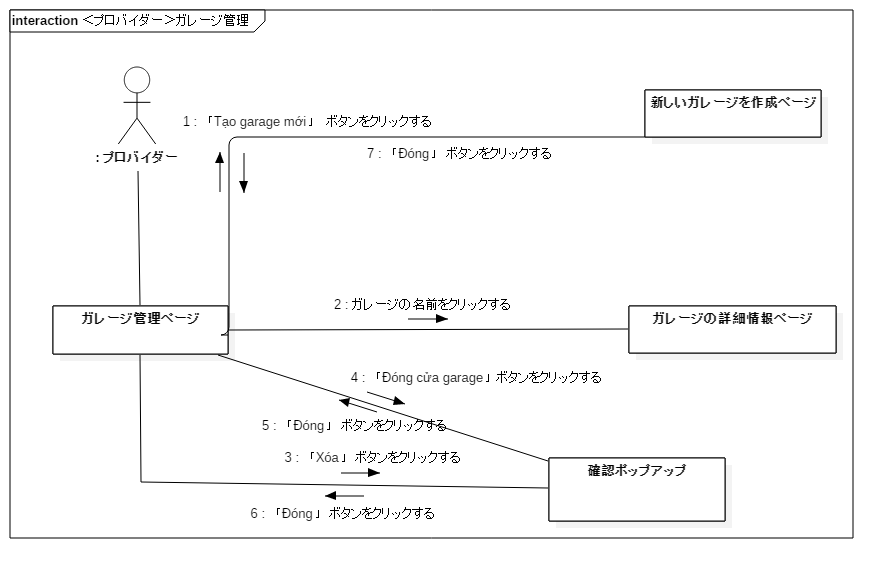 interaction ＜プロバイダー＞ガレージ管理
新しいガレージを作成ページ
1 : 「Tạo garage mới」 ボタンをクリックする
: プロバイダー
7 : 「Đóng」 ボタンをクリックする
2 : ガレージの名前をクリックする
ガレージ管理ページ
ガレージの詳細情報ページ
4 : 「Đóng cửa garage」ボタンをクリックする
5 : 「Đóng」 ボタンをクリックする
3 : 「Xóa」ボタンをクリックする
確認ポップアップ
6 : 「Đóng」 ボタンをクリックする